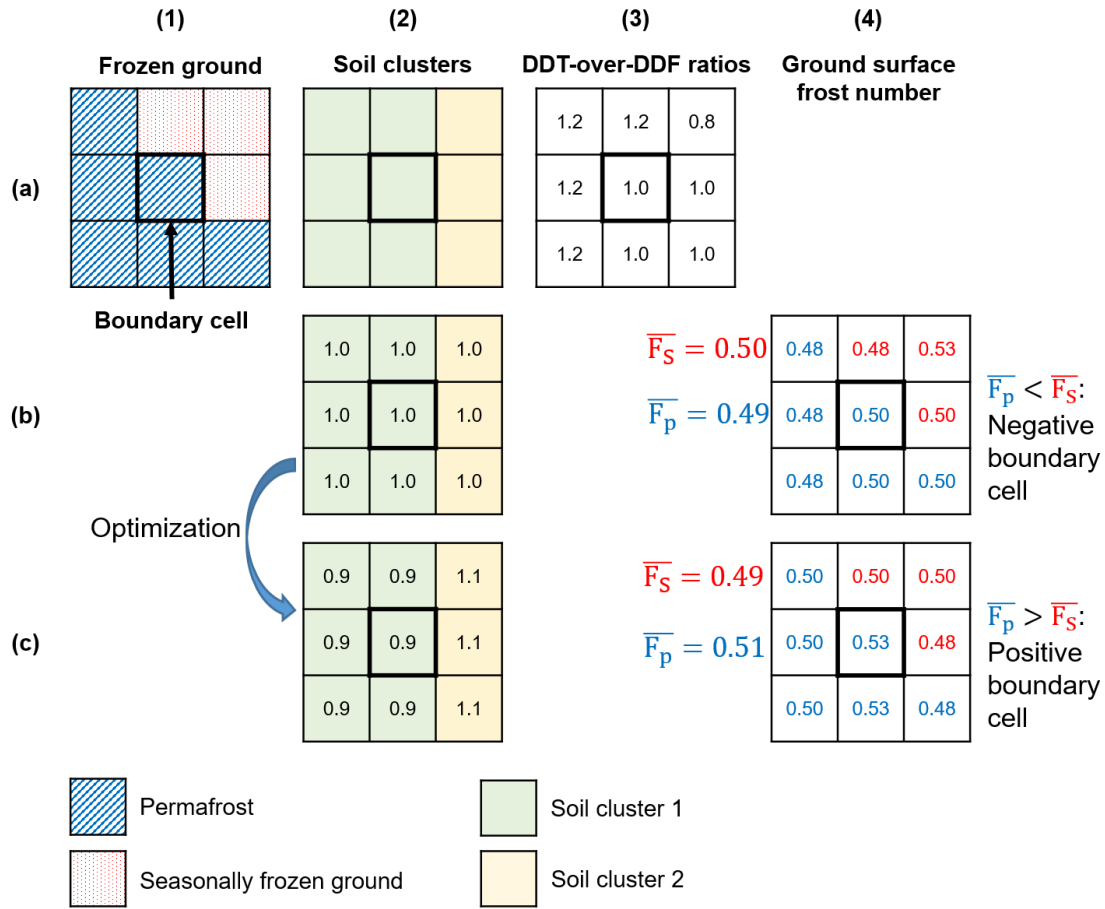 (1) (2) (3) (4)
Frozen ground Soil clusters DDT-over-DDF ratios Ground surface
frost number
(a)
1.2 1.2 0.8
1.2 1.0 1.0
1.2 1.0 1.0
Boundary cell
(b)
1.0 1.0 1.0
1.0 1.0 1.0
1.0 1.0 1.0
F̅S̅ = 0.50
F̅p̅ = 0.49
0.48 0.48 0.53
0.48 0.50 0.50
0.48 0.50 0.50
F̅p̅ < F̅S̅:
Negative
boundary
cell
Optimization
(c)
0.9 0.9 1.1
0.9 0.9 1.1
0.9 0.9 1.1
F̅S̅ = 0.49
F̅p̅ = 0.51
0.50 0.50 0.50
0.50 0.53 0.48
0.50 0.53 0.48
F̅p̅ > F̅S̅:
Positive
boundary
cell
Permafrost
Soil cluster 1
Seasonally frozen ground
Soil cluster 2